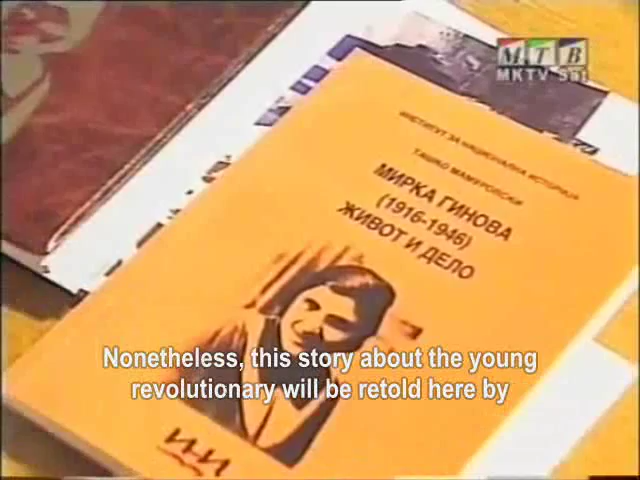 МТВ
MKTV Sat
ИНСТИТУТ ЗА НАЦИОНАЛНА ИСТОРИЈА
ТАШКО МАМУРОВСКИ
МИРКА ГИНОВА
(1916-1946)
ЖИВОТ И ДЕЛО
Nonetheless, this story about the young
revolutionary will be retold here by
ИНИ